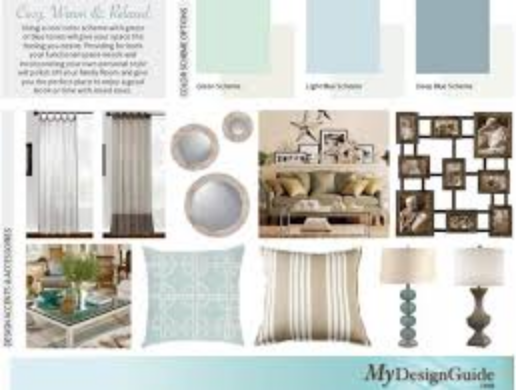 Cozy, Warm & Relaxed
Using a cool color scheme with greens
or blue tones will give your space the
feeling you desire. Providing for both
your functional space needs and
incorporating your own personal style
will polish off your family room and give
you the perfect place to enjoy a good
book or time with loved ones.
COLOR SCHEME OPTIONS
Green Scheme
Light Blue Scheme
Deep Blue Scheme
DESIGN ACCENTS & ACCESSORIES
MyDesignGuide
.com